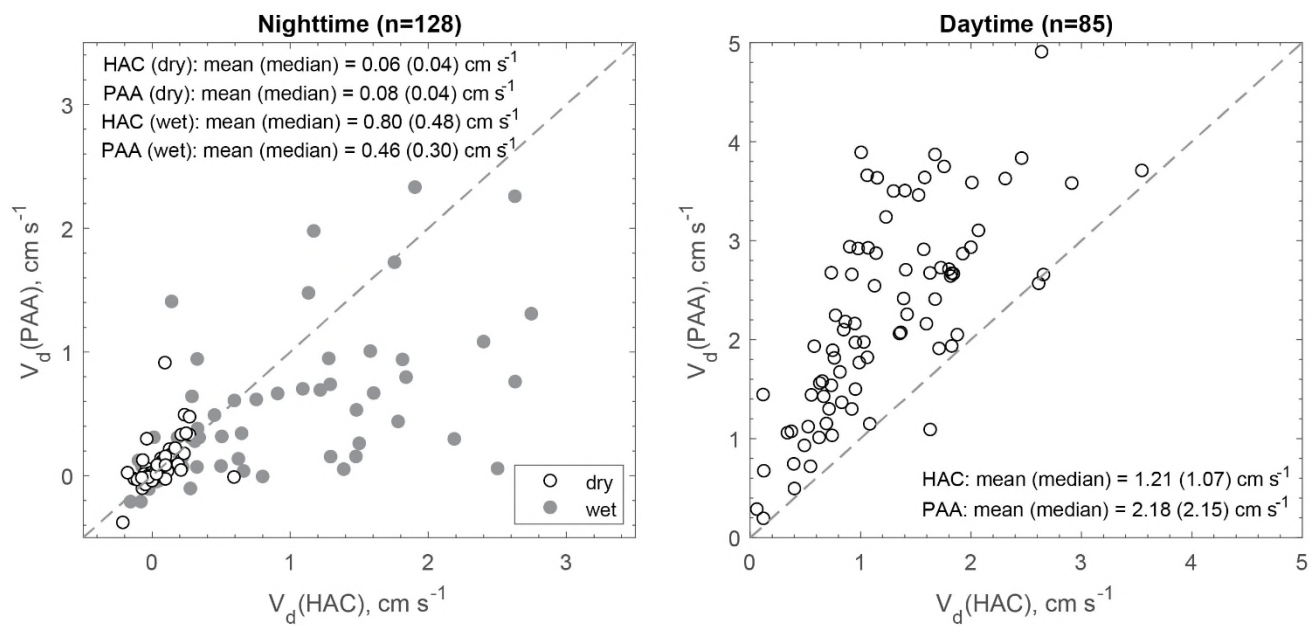 Nighttime (n=128)
HAC (dry): mean (median) = 0.06 (0.04) cm s⁻¹
PAA (dry): mean (median) = 0.08 (0.04) cm s⁻¹
HAC (wet): mean (median) = 0.80 (0.48) cm s⁻¹
PAA (wet): mean (median) = 0.46 (0.30) cm s⁻¹
3
2
1
0
V_d(PAA), cm s⁻¹
dry
wet
0 1 2 3
V_d(HAC), cm s⁻¹
Daytime (n=85)
5
4
3
2
1
0
V_d(PAA), cm s⁻¹
HAC: mean (median) = 1.21 (1.07) cm s⁻¹
PAA: mean (median) = 2.18 (2.15) cm s⁻¹
0 1 2 3 4 5
V_d(HAC), cm s⁻¹